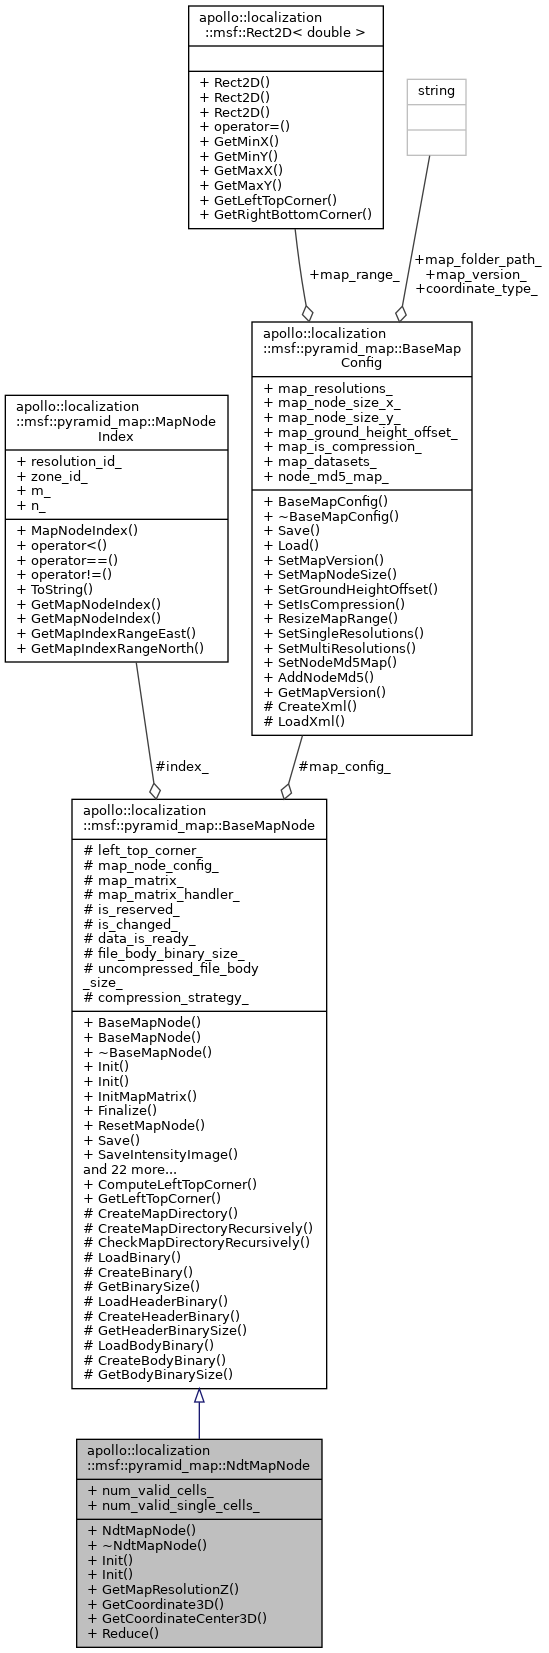 apollo::localization
::msf::Rect2D< double >
+ Rect2D()
+ Rect2D()
+ Rect2D()
+ operator=()
+ GetMinX()
+ GetMinY()
+ GetMaxX()
+ GetMaxY()
+ GetLeftTopCorner()
+ GetRightBottomCorner()
string
+map_range_
+map_folder_path_
+map_version_
+coordinate_type_
apollo::localization
::msf::pyramid_map::BaseMap
Config
+ map_resolutions_
+ map_node_size_x_
+ map_node_size_y_
+ map_ground_height_offset_
+ map_is_compression_
+ map_datasets_
+ node_md5_map_
+ BaseMapConfig()
+ ~BaseMapConfig()
+ Save()
+ Load()
+ SetMapVersion()
+ SetMapNodeSize()
+ SetGroundHeightOffset()
+ SetIsCompression()
+ ResizeMapRange()
+ SetSingleResolutions()
+ SetMultiResolutions()
+ SetNodeMd5Map()
+ AddNodeMd5()
+ GetMapVersion()
# CreateXml()
# LoadXml()
apollo::localization
::msf::pyramid_map::MapNode
Index
+ resolution_id_
+ zone_id_
+ m_
+ n_
+ MapNodeIndex()
+ operator<()
+ operator==()
+ operator!=()
+ ToString()
+ GetMapNodeIndex()
+ GetMapNodeIndex()
+ GetMapIndexRangeEast()
+ GetMapIndexRangeNorth()
#index_
#map_config_
apollo::localization
::msf::pyramid_map::BaseMapNode
# left_top_corner_
# map_node_config_
# map_matrix_
# map_matrix_handler_
# is_reserved_
# is_changed_
# data_is_ready_
# file_body_binary_size_
# uncompressed_file_body
_size_
# compression_strategy_
+ BaseMapNode()
+ BaseMapNode()
+ ~BaseMapNode()
+ Init()
+ Init()
+ InitMapMatrix()
+ Finalize()
+ ResetMapNode()
+ Save()
+ SaveIntensityImage()
and 22 more...
+ ComputeLeftTopCorner()
+ GetLeftTopCorner()
# CreateMapDirectory()
# CreateMapDirectoryRecursively()
# CheckMapDirectoryRecursively()
# LoadBinary()
# CreateBinary()
# GetBinarySize()
# LoadHeaderBinary()
# CreateHeaderBinary()
# GetHeaderBinarySize()
# LoadBodyBinary()
# CreateBodyBinary()
# GetBodyBinarySize()
apollo::localization
::msf::pyramid_map::NdtMapNode
+ num_valid_cells_
+ num_valid_single_cells_
+ NdtMapNode()
+ ~NdtMapNode()
+ Init()
+ Init()
+ GetMapResolutionZ()
+ GetCoordinate3D()
+ GetCoordinateCenter3D()
+ Reduce()